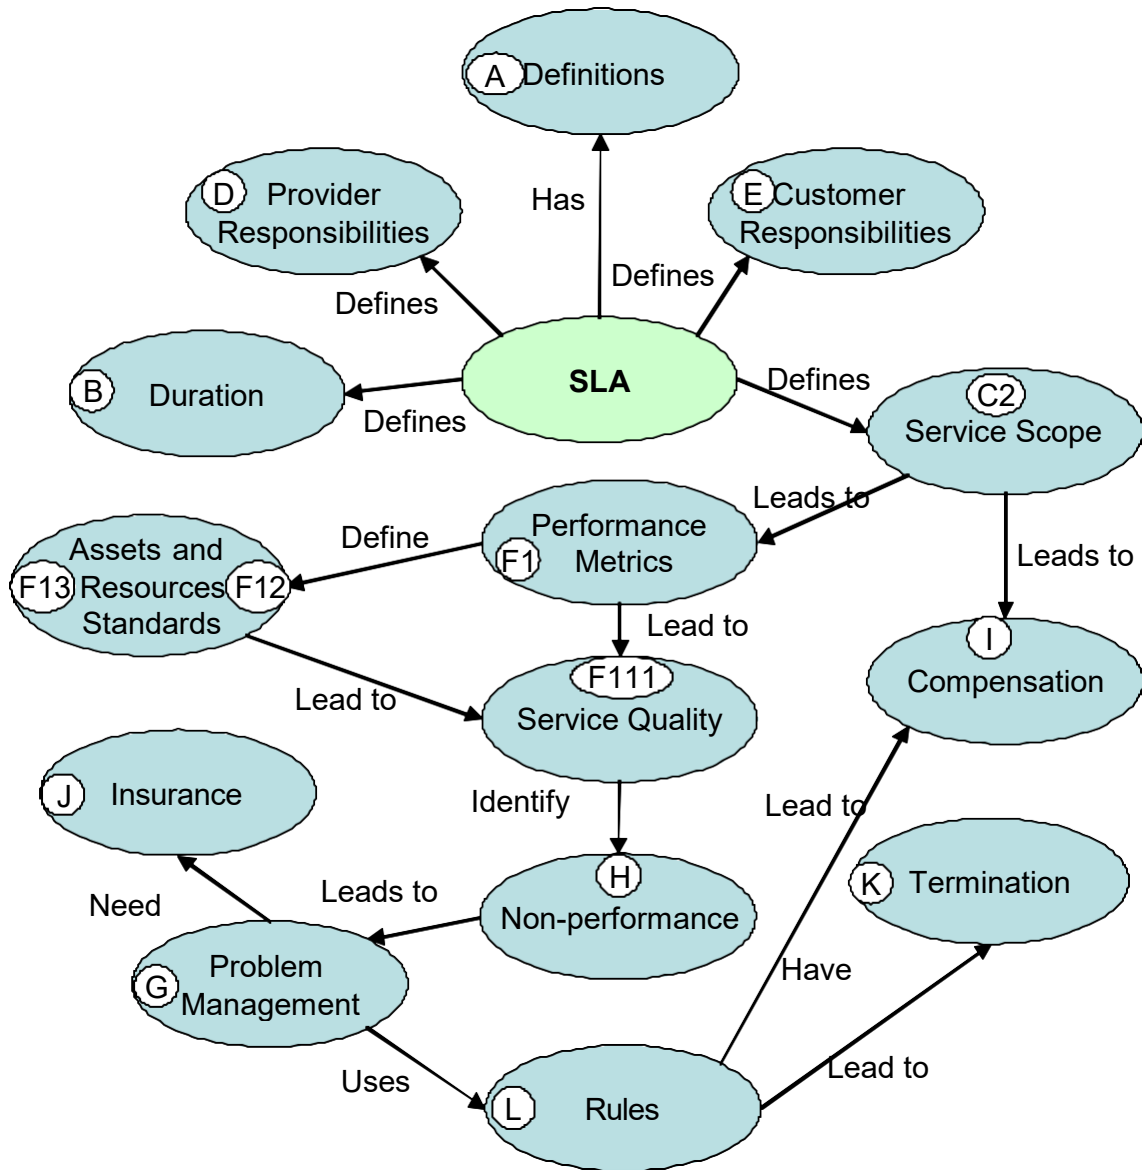 A Definitions
D Provider
Responsibilities
Has
E Customer
Responsibilities
Defines
Defines
B Duration
Defines
SLA
Defines
C2
Service Scope
Leads to
Performance
Metrics
F1
Define
Assets and
F13 Resources F12
Standards
Leads to
Lead to
Lead to
F111
Service Quality
I
Compensation
J Insurance
Identify
Lead to
K Termination
H
Non-performance
Leads to
Need
Problem
G Management
Have
Uses
Lead to
L Rules